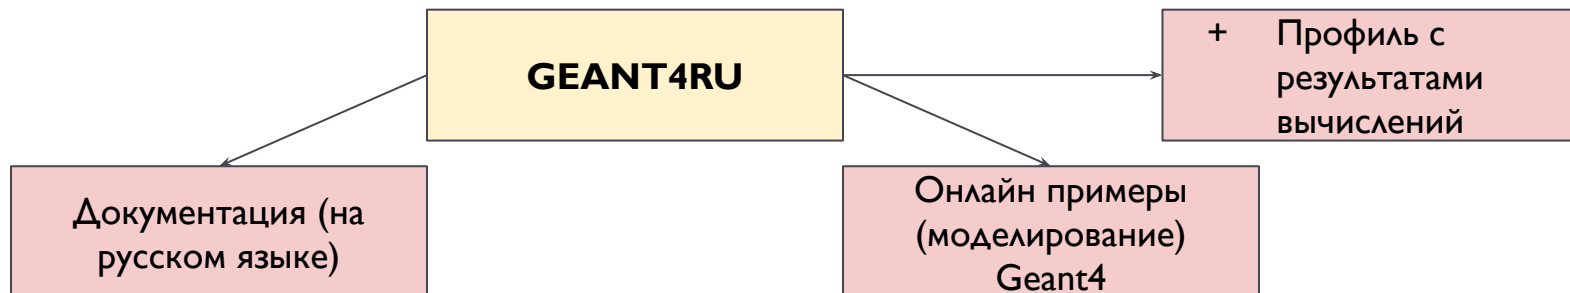 GEANT4RU
+ Профиль с
результатами
вычислений
Документация (на
русском языке)
Онлайн примеры
(моделирование)
Geant4